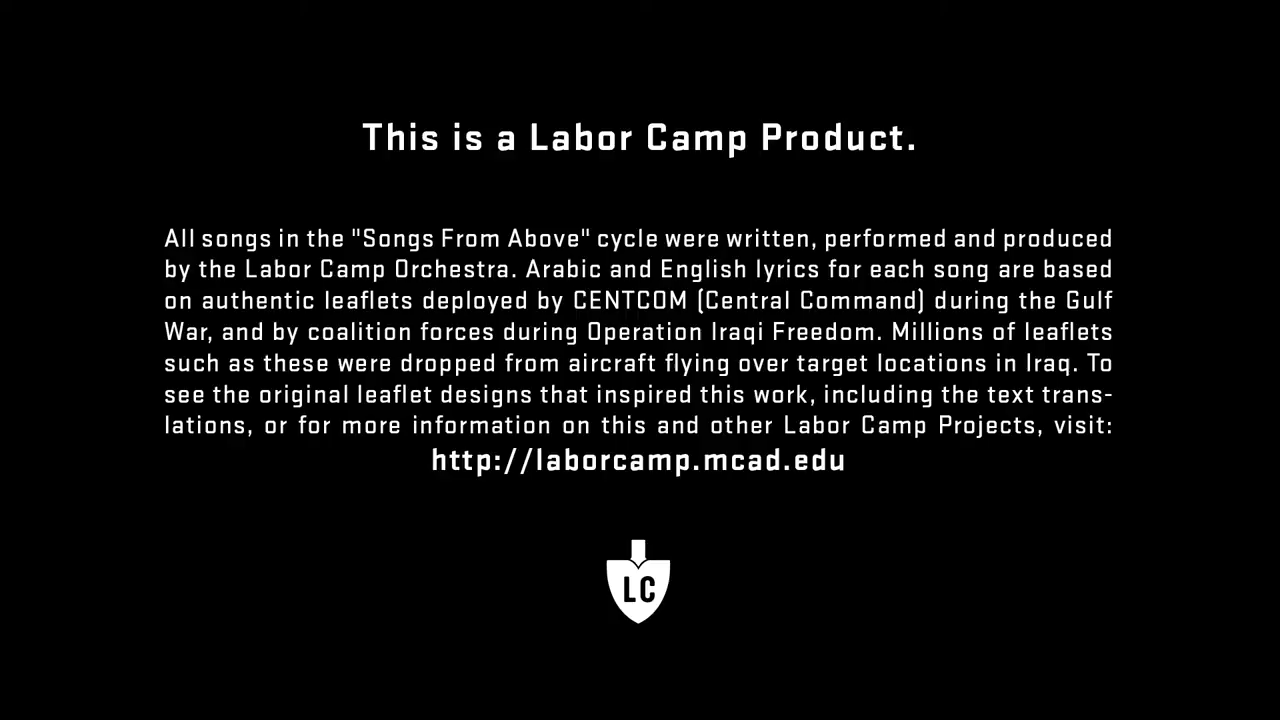 This is a Labor Camp Product.
All songs in the "Songs From Above" cycle were written, performed and produced
by the Labor Camp Orchestra. Arabic and English lyrics for each song are based
on authentic leaflets deployed by CENTCOM (Central Command) during the Gulf
War, and by coalition forces during Operation Iraqi Freedom. Millions of leaflets
such as these were dropped from aircraft flying over target locations in Iraq. To
see the original leaflet designs that inspired this work, including the text trans-
lations, or for more information on this and other Labor Camp Projects, visit:
http://laborcamp.mcad.edu
LC